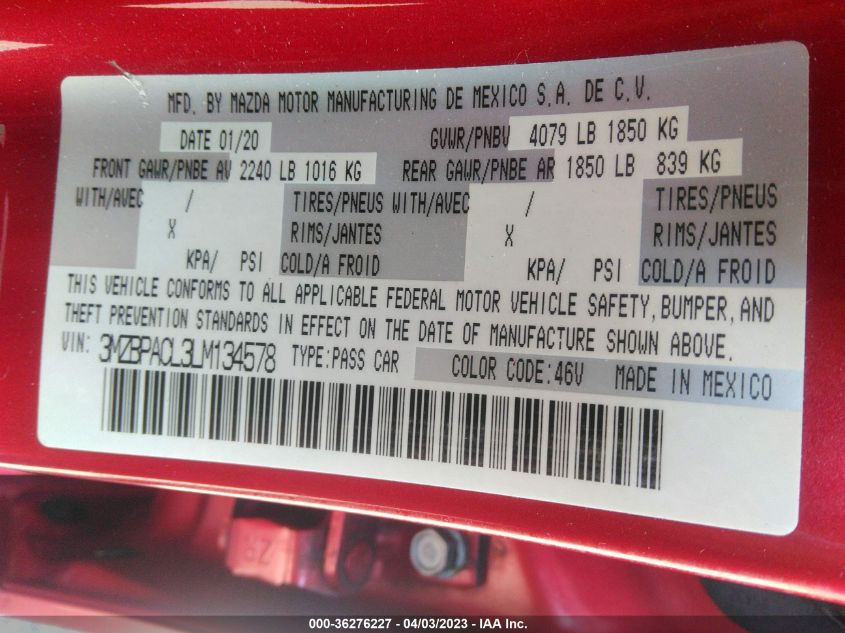 MFD. BY MAZDA MOTOR MANUFACTURING DE MEXICO S.A. DE C.V.
DATE 01/20 GVWR/PNBV 4079 LB 1850 KG
FRONT GAWR/PNBE AV 2240 LB 1016 KG REAR GAWR/PNBE AR 1850 LB 839 KG
WITH/AVEC / TIRES/PNEUS WITH/AVEC / TIRES/PNEUS
X RIMS/JANTES X RIMS/JANTES
KPA/ PSI COLD/A FROID KPA/ PSI COLD/A FROID
THIS VEHICLE CONFORMS TO ALL APPLICABLE FEDERAL MOTOR VEHICLE SAFETY, BUMPER, AND
THEFT PREVENTION STANDARDS IN EFFECT ON THE DATE OF MANUFACTURE SHOWN ABOVE.
VIN: 3MZBPACL3LM134578 TYPE:PASS CAR COLOR CODE:46V MADE IN MEXICO
000-36276227 - 04/03/2023 - IAA Inc.